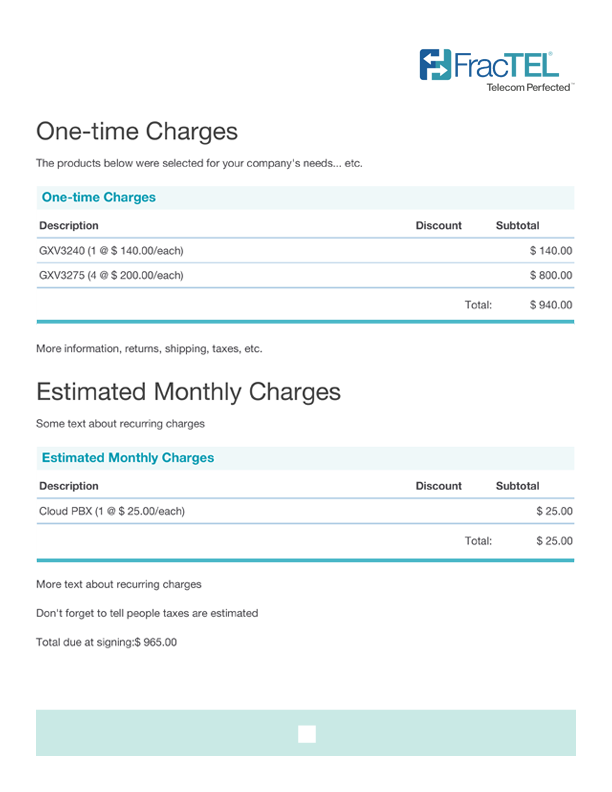 FracTEL®
Telecom Perfected™
One-time Charges
The products below were selected for your company's needs... etc.
One-time Charges
Description Discount Subtotal
GXV3240 (1 @ $ 140.00/each) $ 140.00
GXV3275 (4 @ $ 200.00/each) $ 800.00
Total: $ 940.00
More information, returns, shipping, taxes, etc.
Estimated Monthly Charges
Some text about recurring charges
Estimated Monthly Charges
Description Discount Subtotal
Cloud PBX (1 @ $ 25.00/each) $ 25.00
Total: $ 25.00
More text about recurring charges
Don't forget to tell people taxes are estimated
Total due at signing:$ 965.00